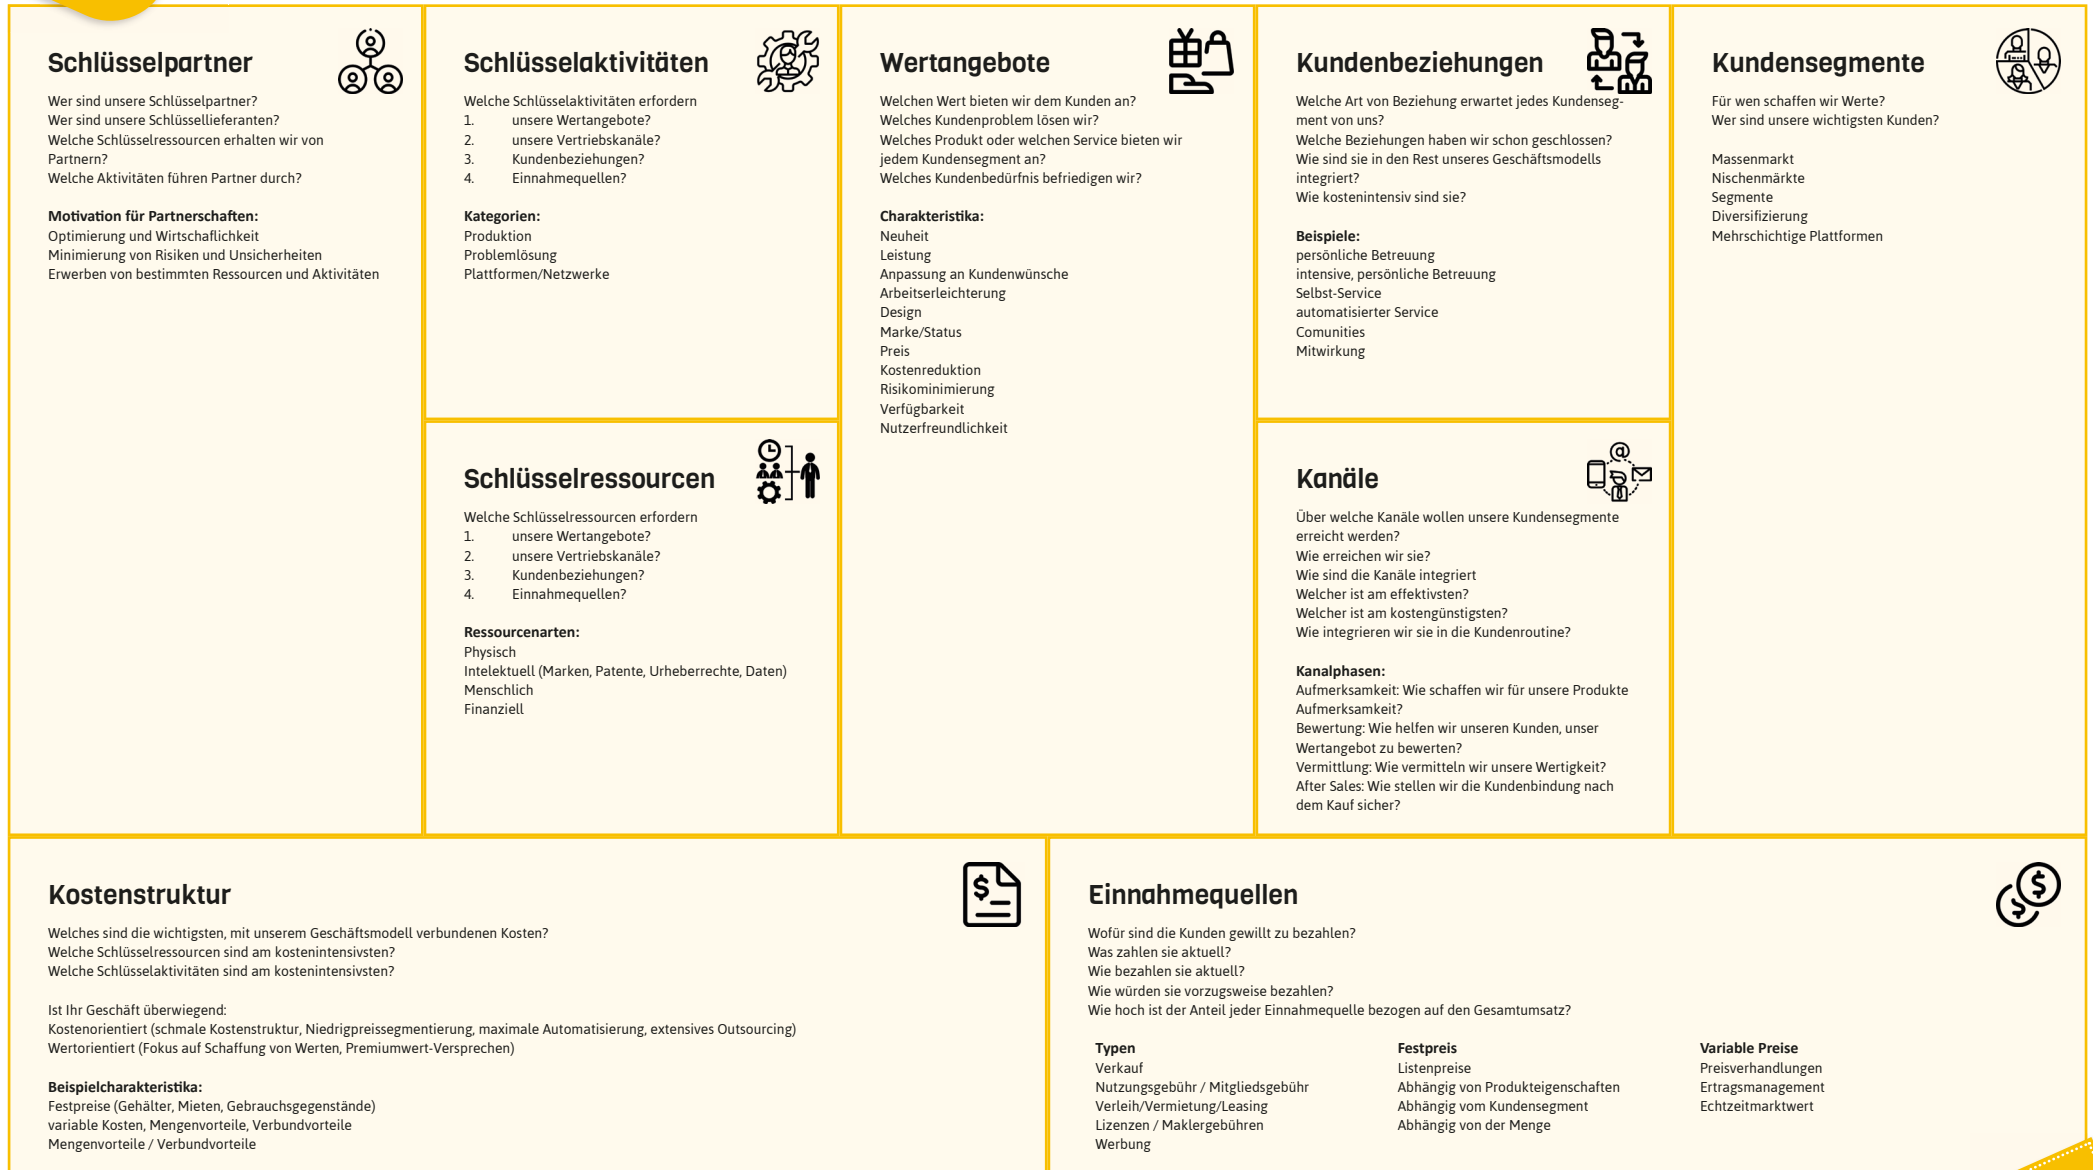 Schlüsselpartner
Wer sind unsere Schlüsselpartner?
Wer sind unsere Schlüssellieferanten?
Welche Schlüsselressourcen erhalten wir von
Partnern?
Welche Aktivitäten führen Partner durch?
Motivation für Partnerschaften:
Optimierung und Wirtschaflichkeit
Minimierung von Risiken und Unsicherheiten
Erwerben von bestimmten Ressourcen und Aktivitäten
Schlüsselaktivitäten
Welche Schlüsselaktivitäten erfordern
1. unsere Wertangebote?
2. unsere Vertriebskanäle?
3. Kundenbeziehungen?
4. Einnahmequellen?
Kategorien:
Produktion
Problemlösung
Plattformen/Netzwerke
Schlüsselressourcen
Welche Schlüsselressourcen erfordern
1. unsere Wertangebote?
2. unsere Vertriebskanäle?
3. Kundenbeziehungen?
4. Einnahmequellen?
Ressourcenarten:
Physisch
Intelektuell (Marken, Patente, Urheberrechte, Daten)
Menschlich
Finanziell
Wertangebote
Welchen Wert bieten wir dem Kunden an?
Welches Kundenproblem lösen wir?
Welches Produkt oder welchen Service bieten wir
jedem Kundensegment an?
Welches Kundenbedürfnis befriedigen wir?
Charakteristika:
Neuheit
Leistung
Anpassung an Kundenwünsche
Arbeitserleichterung
Design
Marke/Status
Preis
Kostenreduktion
Risikominimierung
Verfügbarkeit
Nutzerfreundlichkeit
Kundenbeziehungen
Welche Art von Beziehung erwartet jedes Kundenseg-
ment von uns?
Welche Beziehungen haben wir schon geschlossen?
Wie sind sie in den Rest unseres Geschäftsmodells
integriert?
Wie kostenintensiv sind sie?
Beispiele:
persönliche Betreuung
intensive, persönliche Betreuung
Selbst-Service
automatisierter Service
Comunities
Mitwirkung
Kanäle
Über welche Kanäle wollen unsere Kundensegmente
erreicht werden?
Wie erreichen wir sie?
Wie sind die Kanäle integriert
Welcher ist am effektivsten?
Welcher ist am kostengünstigsten?
Wie integrieren wir sie in die Kundenroutine?
Kanalphasen:
Aufmerksamkeit: Wie schaffen wir für unsere Produkte
Aufmerksamkeit?
Bewertung: Wie helfen wir unseren Kunden, unser
Wertangebot zu bewerten?
Vermittlung: Wie vermitteln wir unsere Wertigkeit?
After Sales: Wie stellen wir die Kundenbindung nach
dem Kauf sicher?
Kundensegmente
Für wen schaffen wir Werte?
Wer sind unsere wichtigsten Kunden?
Massenmarkt
Nischenmärkte
Segmente
Diversifizierung
Mehrschichtige Plattformen
Kostenstruktur
Welches sind die wichtigsten, mit unserem Geschäftsmodell verbundenen Kosten?
Welche Schlüsselressourcen sind am kostenintensivsten?
Welche Schlüsselaktivitäten sind am kostenintensivsten?
Ist Ihr Geschäft überwiegend:
Kostenorientiert (schmale Kostenstruktur, Niedrigpreissegmentierung, maximale Automatisierung, extensives Outsourcing)
Wertorientiert (Fokus auf Schaffung von Werten, Premiumwert-Versprechen)
Beispielcharakteristika:
Festpreise (Gehälter, Mieten, Gebrauchsgegenstände)
variable Kosten, Mengenvorteile, Verbundvorteile
Mengenvorteile / Verbundvorteile
Einnahmequellen
Wofür sind die Kunden gewillt zu bezahlen?
Was zahlen sie aktuell?
Wie bezahlen sie aktuell?
Wie würden sie vorzugsweise bezahlen?
Wie hoch ist der Anteil jeder Einnahmequelle bezogen auf den Gesamtumsatz?
Typen
Verkauf
Nutzungsgebühr / Mitgliedsgebühr
Verleih/Vermietung/Leasing
Lizenzen / Maklergebühren
Werbung
Festpreis
Listenpreise
Abhängig von Produkteigenschaften
Abhängig vom Kundensegment
Abhängig von der Menge
Variable Preise
Preisverhandlungen
Ertragsmanagement
Echtzeitmarktwert